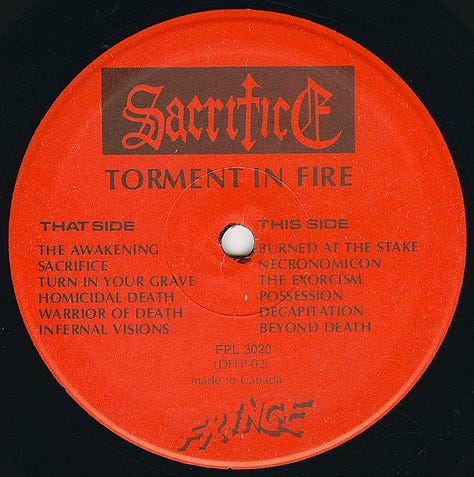 Sacrifice
TORMENT IN FIRE
THAT SIDE
THE AWAKENING
SACRIFICE
TURN IN YOUR GRAVE
HOMICIDAL DEATH
WARRIOR OF DEATH
INFERNAL VISIONS
THIS SIDE
BURNED AT THE STAKE
NECRONOMICON
THE EXORCISM
POSSESSION
DECAPITATION
BEYOND DEATH
FPL 3020
(DFLP-02)
made in Canada
FRINGE